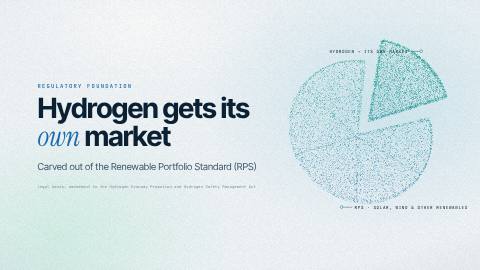 REGULATORY FOUNDATION
Hydrogen gets its
own market
Carved out of the Renewable Portfolio Standard (RPS)
Legal basis: amendment to the Hydrogen Economy Promotion and Hydrogen Safety Management Act
HYDROGEN — ITS OWN MARKET
RPS · SOLAR, WIND & OTHER RENEWABLES